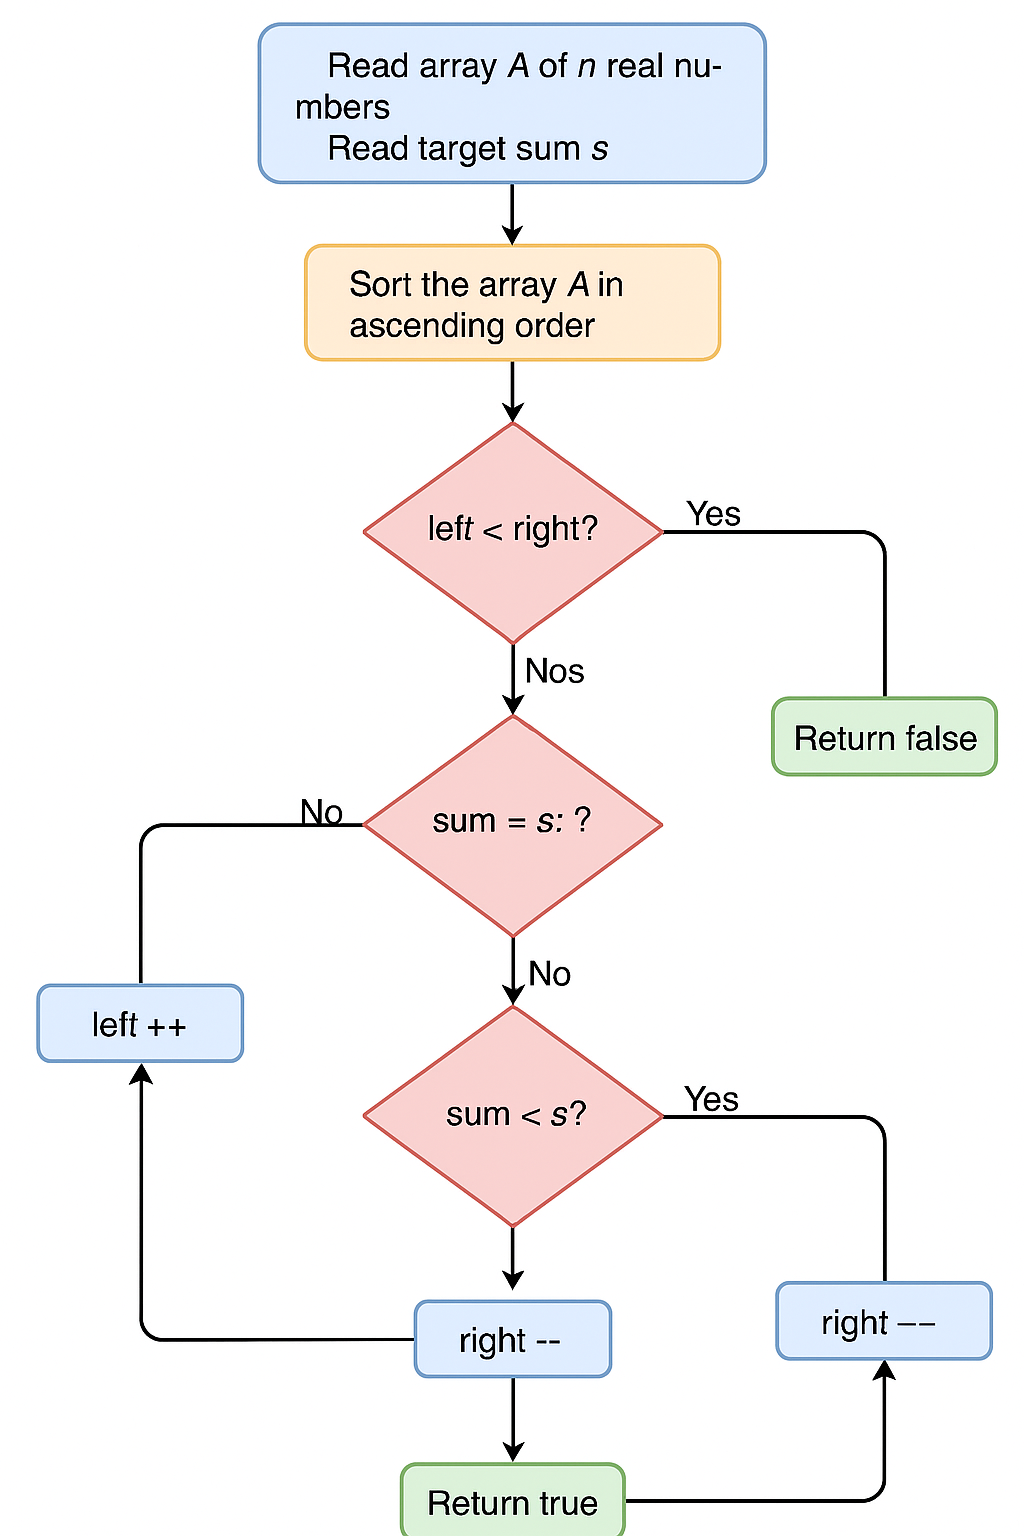 Read array A of n real nu-
mbers
Read target sum s
Sort the array A in
ascending order
left < right?
Yes
Nos
Return false
sum = s: ?
No
No
left ++
sum < s?
Yes
right --
right −−
Return true